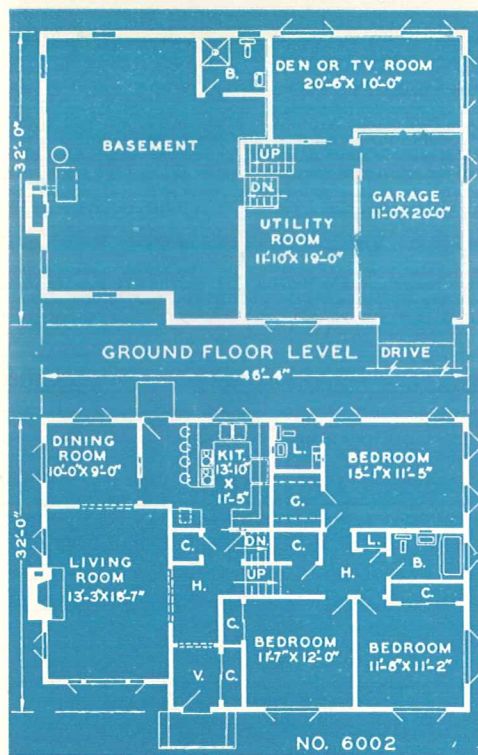 B.
DEN OR TV ROOM
20'-6"X 10'-0"
32'-0"
BASEMENT
UP
DN.
GARAGE
11'-0"X20'-0"
UTILITY
ROOM
11'-10"X 19'-0"
GROUND FLOOR LEVEL
DRIVE
46'-4"
DINING
ROOM
10'-0"X 9'-0"
KIT.
13'-10"
X
11'-5"
L.
BEDROOM
15'-1"X 11'-5"
C.
32'-0"
LIVING
ROOM
13'-3"X18'-7"
C.
DN.
C.
L.
B.
H.
UP
H.
C.
C.
BEDROOM
11'-7"X 12'-0"
BEDROOM
11'-8"X 11'-2"
V.
C.
NO. 6002